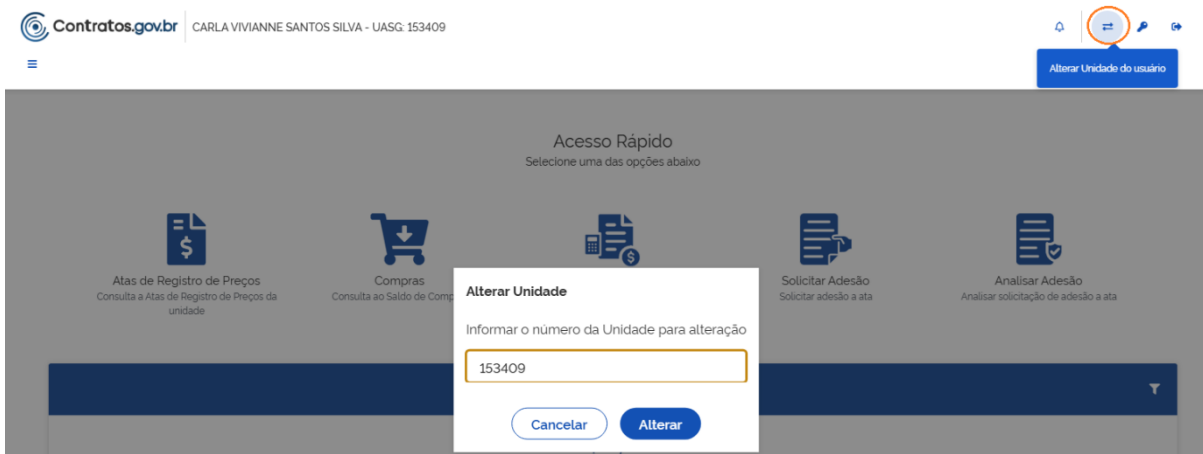 Contratos.gov.br
CARLA VIVIANNE SANTOS SILVA - UASG: 153409
Alterar Unidade do usuário
Acesso Rápido
Selecione uma das opções abaixo
Atas de Registro de Preços
Consulta a Atas de Registro de Preços da
unidade
Compras
Consulta ao Saldo de Comp
Solicitar Adesão
Solicitar adesão a ata
Analisar Adesão
Analisar solicitação de adesão a ata
Alterar Unidade
Informar o número da Unidade para alteração
153409
Cancelar
Alterar